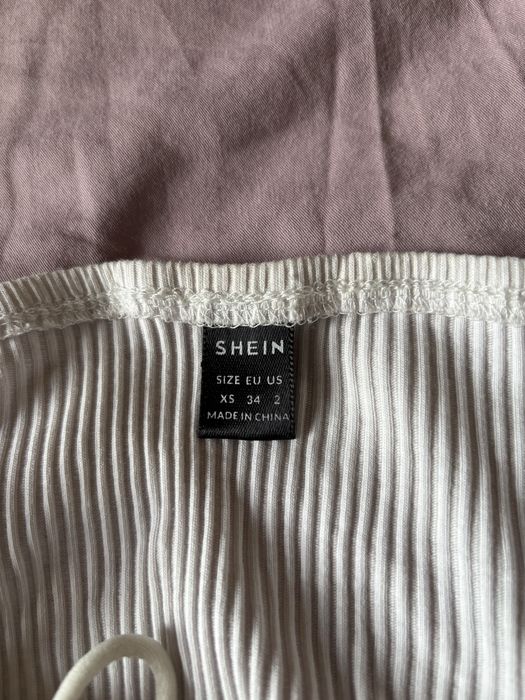 SHEIN
SIZE EU US
XS 34 2
MADE IN CHINA